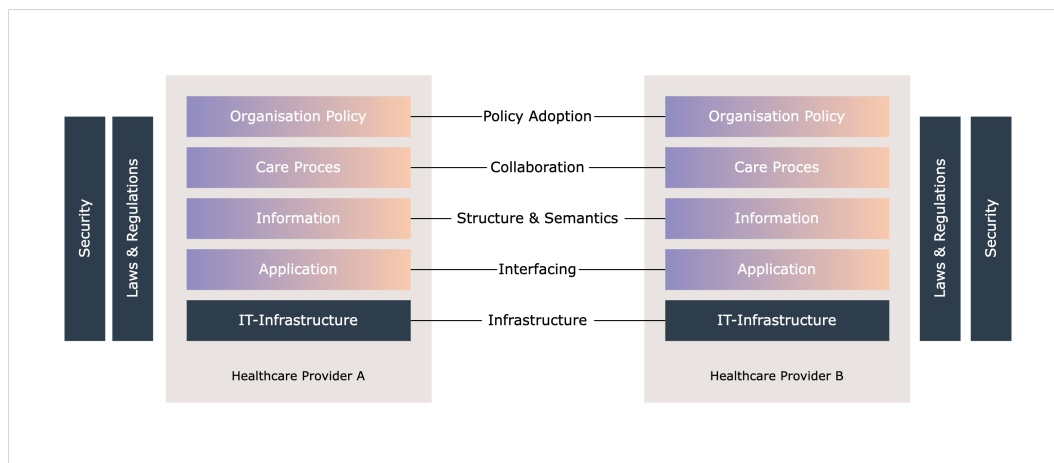 Security
Laws & Regulations
Organisation Policy
Care Proces
Information
Application
IT-Infrastructure
Healthcare Provider A
Policy Adoption
Collaboration
Structure & Semantics
Interfacing
Infrastructure
Organisation Policy
Care Proces
Information
Application
IT-Infrastructure
Healthcare Provider B
Laws & Regulations
Security